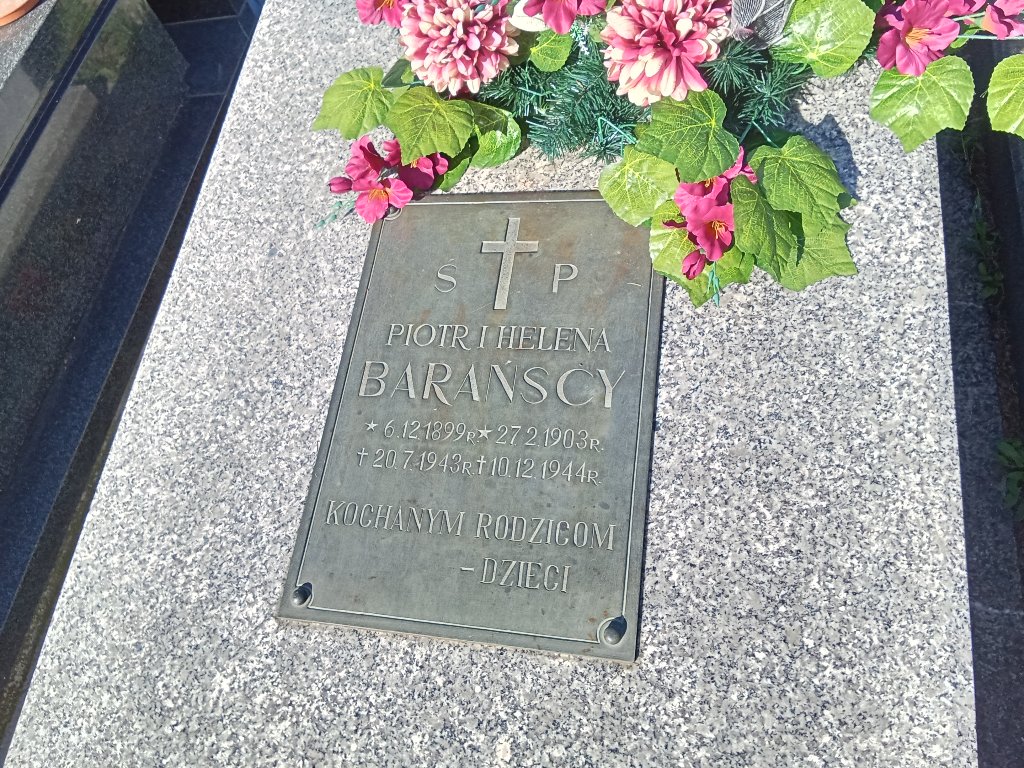 Ś P
PIOTR I HELENA
BARAŃSCY
* 6.12.1899R. * 27.2.1903R.
† 20.7.1943R. † 10.12.1944R.
KOCHANYM RODZICOM
- DZIECI